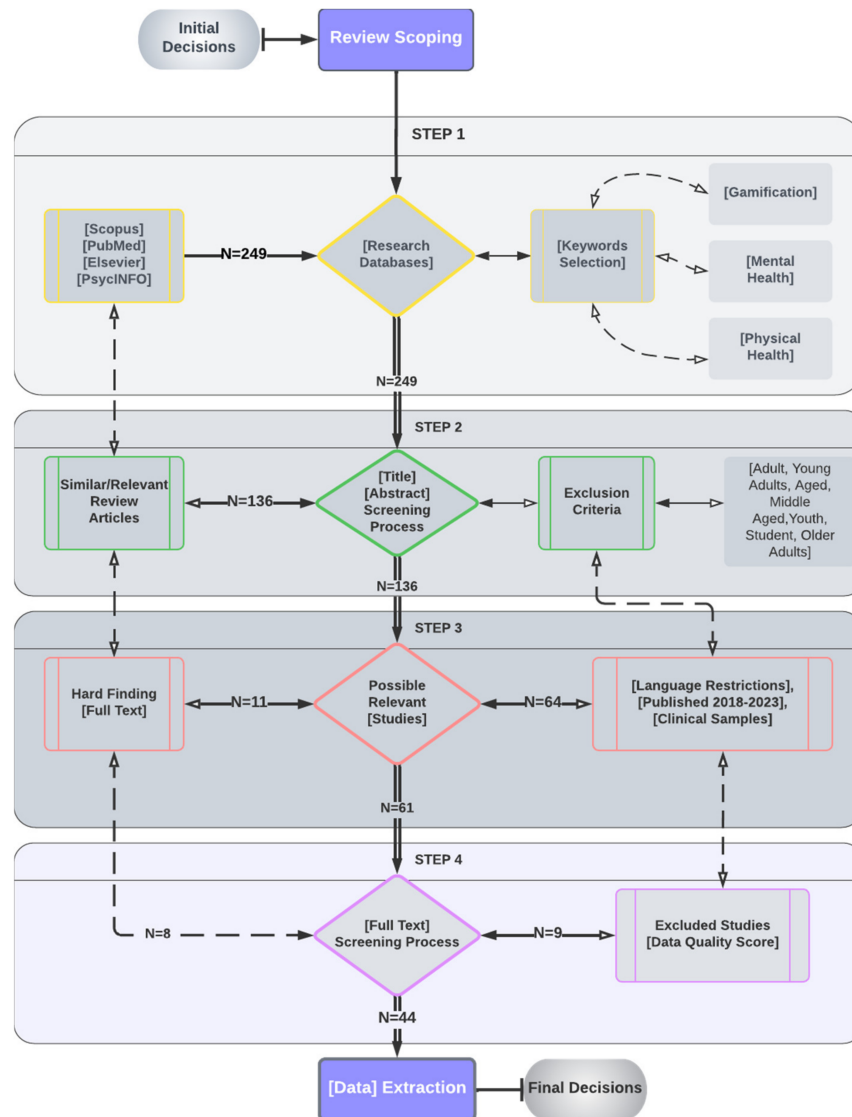 Initial
Decisions
Review Scoping
STEP 1
[Scopus]
[PubMed]
[Elsevier]
[PsycINFO]
N=249
[Research
Databases]
[Keywords
Selection]
[Gamification]
[Mental
Health]
[Physical
Health]
N=249
STEP 2
Similar/Relevant
Review
Articles
N=136
[Title]
[Abstract]
Screening
Process
Exclusion
Criteria
[Adult, Young
Adults, Aged,
Middle
Aged,Youth,
Student, Older
Adults]
N=136
STEP 3
Hard Finding
[Full Text]
N=11
Possible
Relevant
[Studies]
N=64
[Language Restrictions],
[Published 2018-2023],
[Clinical Samples]
N=61
STEP 4
N=8
[Full Text]
Screening Process
N=9
Excluded Studies
[Data Quality Score]
N=44
[Data] Extraction
Final Decisions